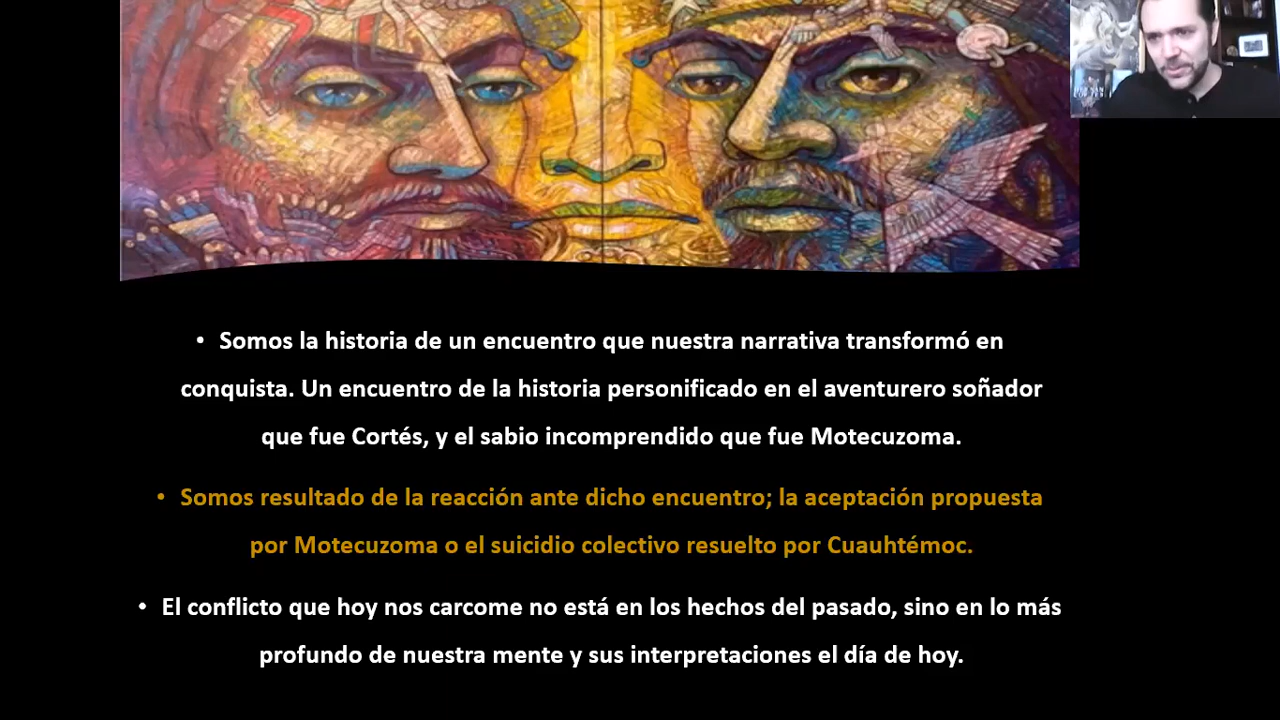 • Somos la historia de un encuentro que nuestra narrativa transformó en
conquista. Un encuentro de la historia personificado en el aventurero soñador
que fue Cortés, y el sabio incomprendido que fue Motecuzoma.
• Somos resultado de la reacción ante dicho encuentro; la aceptación propuesta
por Motecuzoma o el suicidio colectivo resuelto por Cuauhtémoc.
• El conflicto que hoy nos carcome no está en los hechos del pasado, sino en lo más
profundo de nuestra mente y sus interpretaciones el día de hoy.